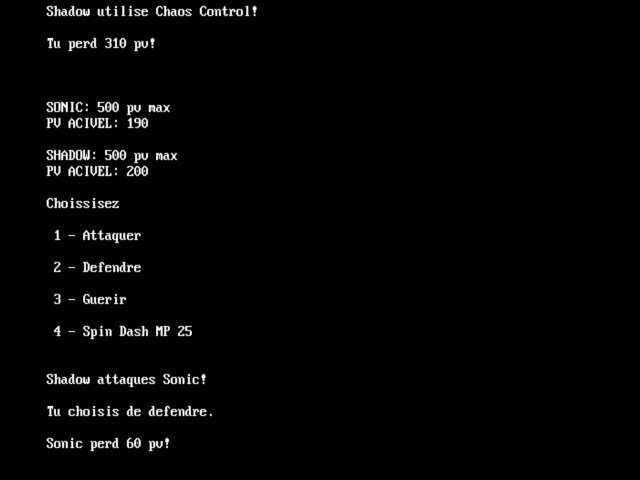 Shadow utilise Chaos Control!
Tu perd 310 pv!
SONIC: 500 pv max
PV ACIVEL: 190
SHADOW: 500 pv max
PV ACIVEL: 200
Choissisez
1 - Attaquer
2 - Defendre
3 - Guerir
4 - Spin Dash MP 25
Shadow attaques Sonic!
Tu choisis de defendre.
Sonic perd 60 pv!